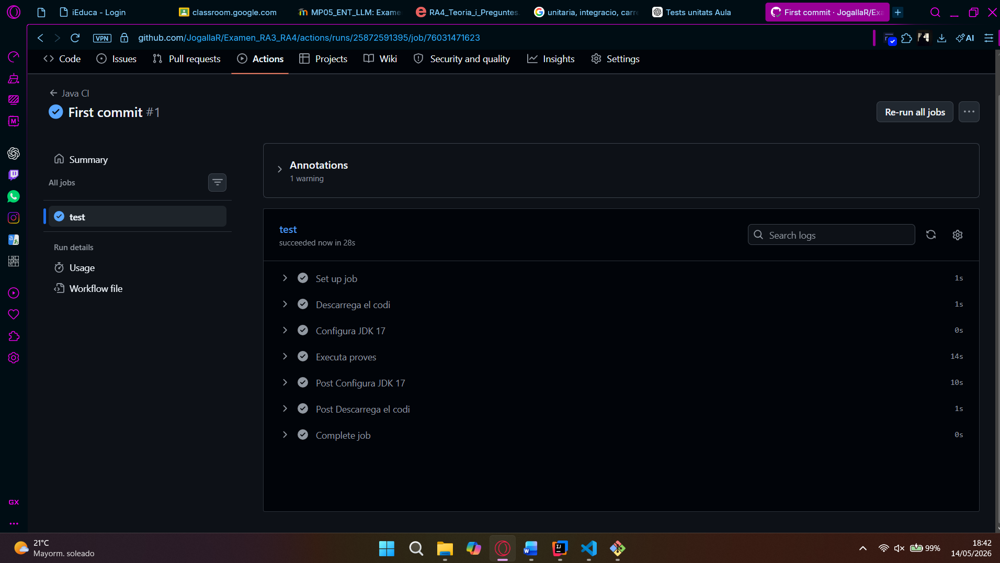 iEduca - Login
classroom.google.com
MP05_ENT_LLM: Exame
RA4_Teoria_i_Preguntes.
unitaria, integracio, carre
Tests unitats Aula
First commit · JogallaR/Exa
VPN
github.com/JogallaR/Examen_RA3_RA4/actions/runs/25872591395/job/76031471623
AI
Code
Issues
Pull requests
Actions
Projects
Wiki
Security and quality
Insights
Settings
Java CI
First commit #1
Re-run all jobs
Summary
All jobs
test
Run details
Usage
Workflow file
Annotations
1 warning
test
succeeded now in 28s
Search logs
Set up job
1s
Descarrega el codi
1s
Configura JDK 17
0s
Executa proves
14s
Post Configura JDK 17
10s
Post Descarrega el codi
1s
Complete job
0s
GX
21°C
Mayorm. soleado
99%
18:42
14/05/2026